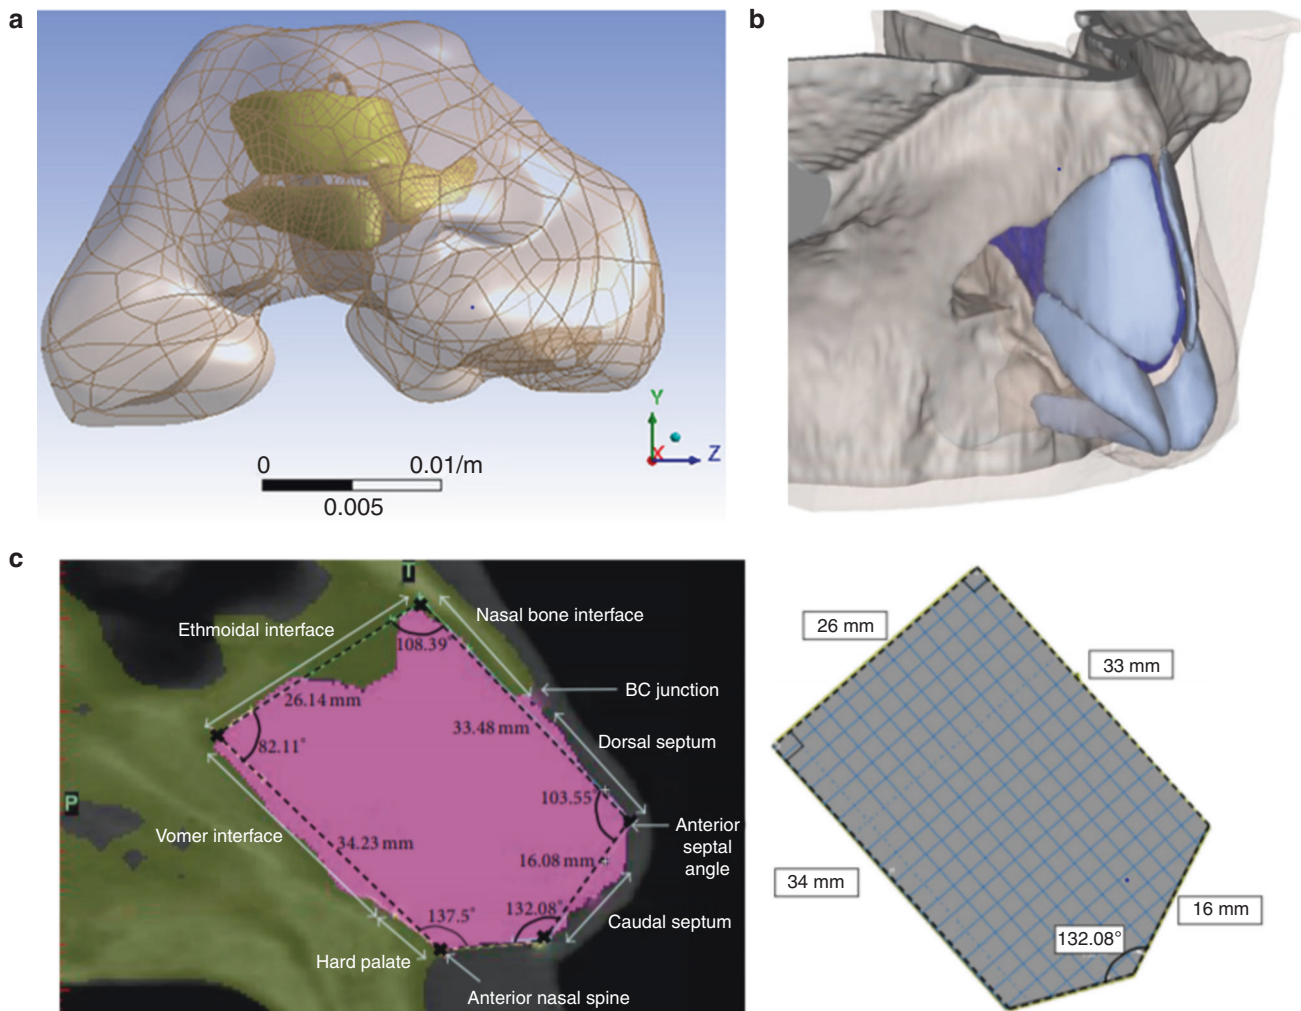 a
b
Y
X
Z
0
0.01/m
0.005
c
T
P
Ethmoidal interface
Nasal bone interface
108.39°
BC junction
26.14 mm
33.48 mm
Dorsal septum
82.11°
103.55°
Vomer interface
34.23 mm
Anterior
septal
angle
16.08 mm
137.5°
132.08°
Caudal septum
Hard palate
Anterior nasal spine
26 mm
33 mm
34 mm
16 mm
132.08°